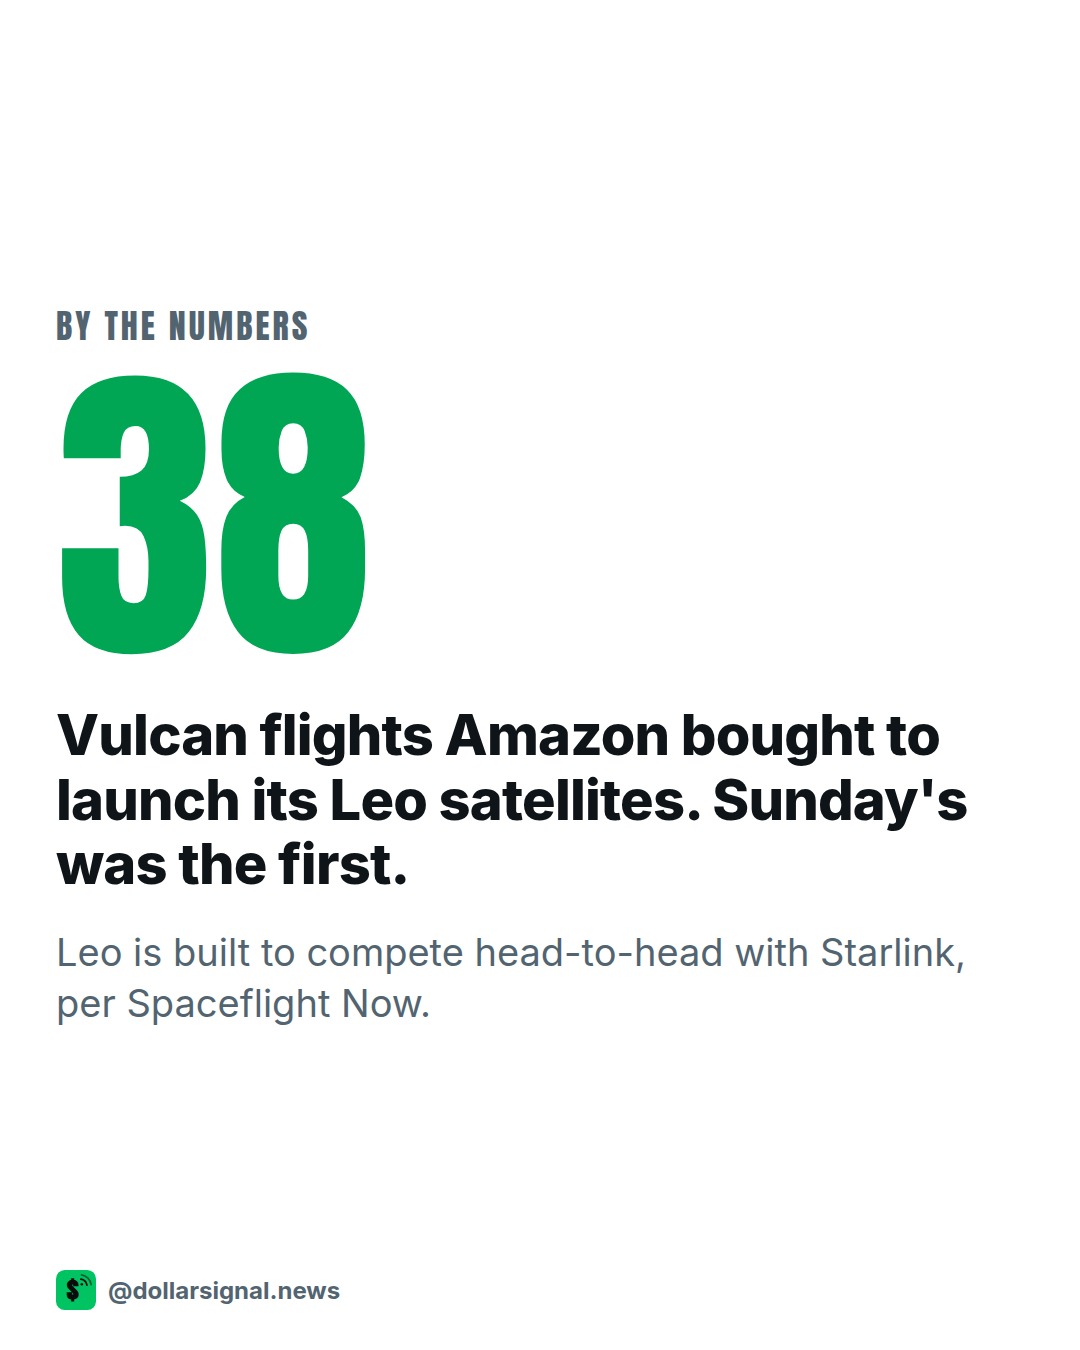 BY THE NUMBERS
38
Vulcan flights Amazon bought to
launch its Leo satellites. Sunday's
was the first.
Leo is built to compete head-to-head with Starlink,
per Spaceflight Now.
$
@dollarsignal.news